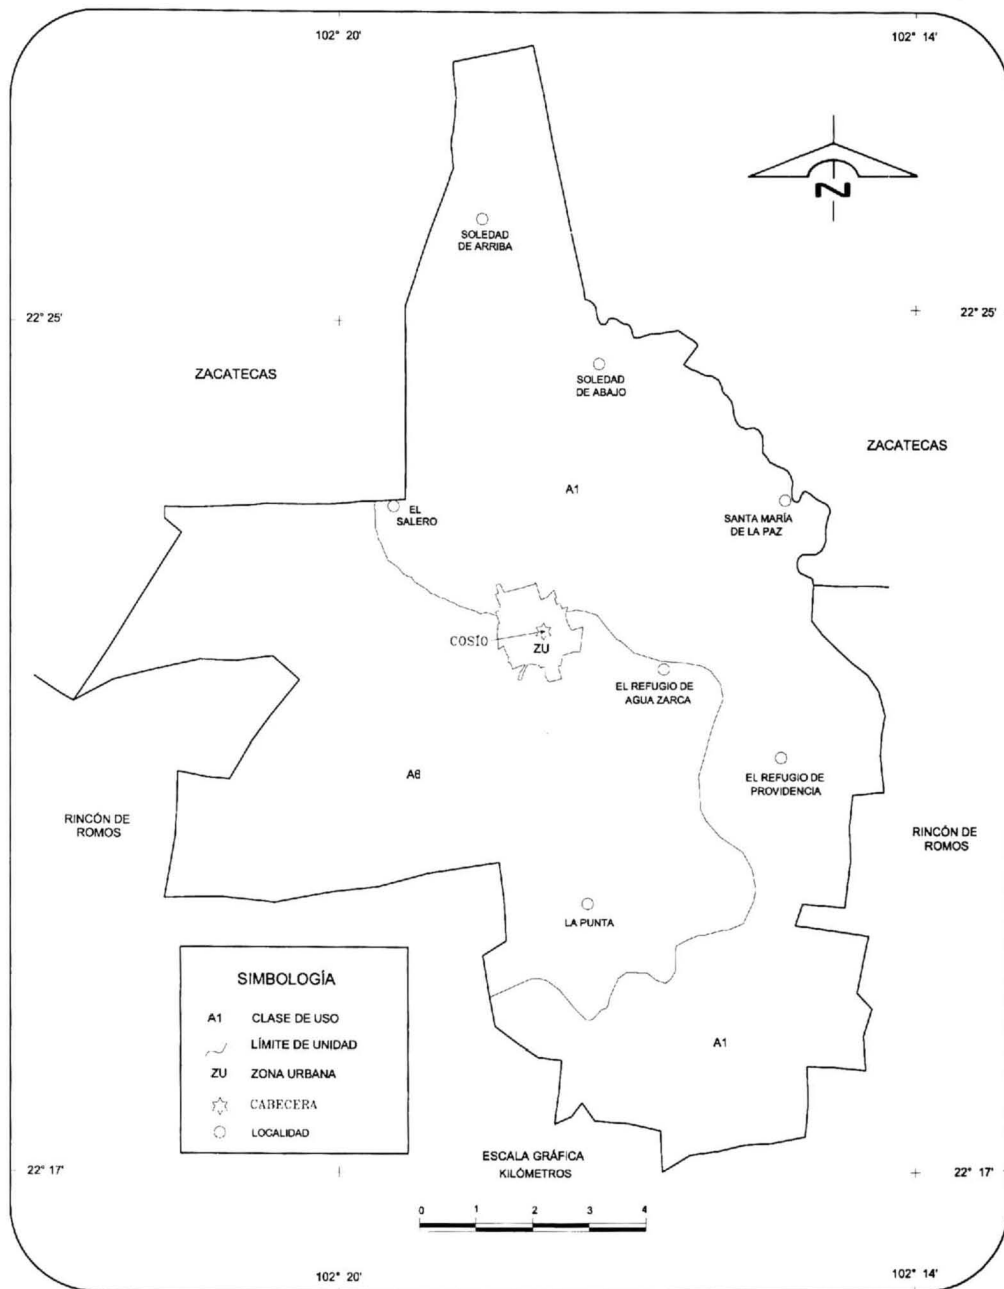 102° 20'
102° 14'
N
SOLEDAD
DE ARRIBA
22° 25'
22° 25'
ZACATECAS
SOLEDAD
DE ABAJO
ZACATECAS
A1
EL
SALERO
SANTA MARÍA
DE LA PAZ
COSÍO
ZU
EL REFUGIO DE
AGUA ZARCA
A6
EL REFUGIO DE
PROVIDENCIA
RINCÓN DE
ROMOS
RINCÓN DE
ROMOS
LA PUNTA
SIMBOLOGÍA
A1 CLASE DE USO
LÍMITE DE UNIDAD
ZU ZONA URBANA
CABECERA
LOCALIDAD
A1
ESCALA GRÁFICA
KILÓMETROS
22° 17'
22° 17'
0 1 2 3 4
102° 20'
102° 14'